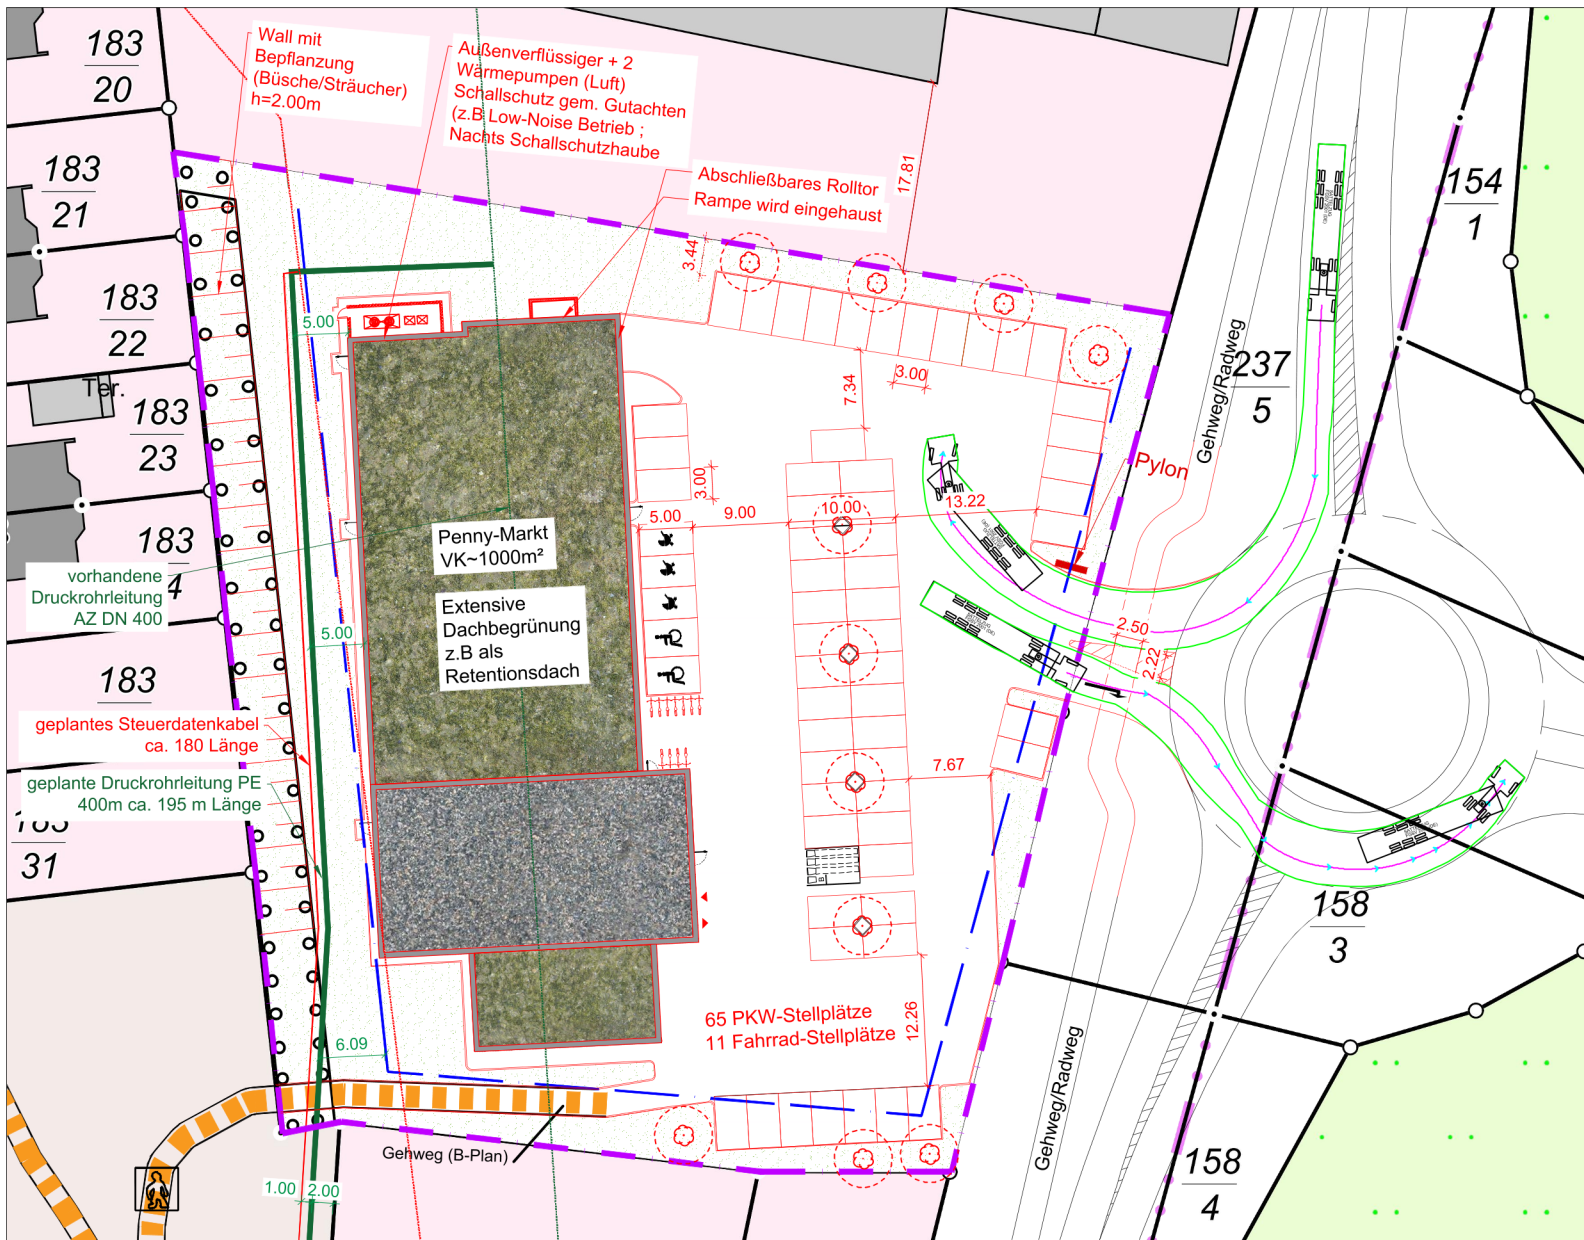 183
20
Wall mit
Bepflanzung
(Büsche/Sträucher)
h=2.00m
Außenverflüssiger + 2
Wärmepumpen (Luft)
Schallschutz gem. Gutachten
(z.B Low-Noise Betrieb ;
Nachts Schallschutzhaube
Abschließbares Rolltor
Rampe wird eingehaust
17.81
3.44
183
21
154
1
183
22
5.00
Ter.
183
23
7.34
3.00
Gehweg/Radweg
237
5
Pylon
3.00
5.00
9.00
10.00
13.22
183
4
Penny-Markt
VK~1000m²
vorhandene
Druckrohrleitung
AZ DN 400
Extensive
Dachbegrünung
z.B als
Retentionsdach
5.00
2.50
2.22
183
geplantes Steuerdatenkabel
ca. 180 Länge
geplante Druckrohrleitung PE
400m ca. 195 m Länge
7.67
183
31
B
158
3
65 PKW-Stellplätze
11 Fahrrad-Stellplätze
12.26
6.09
Gehweg/Radweg
Gehweg (B-Plan)
1.00
2.00
158
4